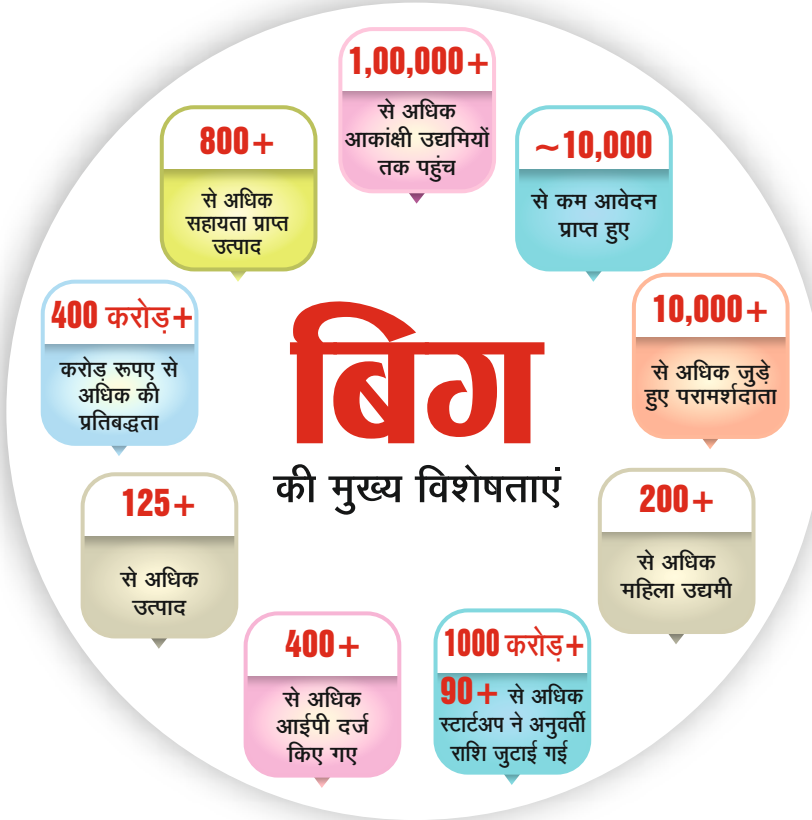 1,00,000+
से अधिक
आकांक्षी उद्यमियों
तक पहुंच
~10,000
से कम आवेदन
प्राप्त हुए
10,000+
से अधिक जुड़े
हुए परामर्शदाता
200+
से अधिक
महिला उद्यमी
1000 करोड़+
90+ से अधिक
स्टार्टअप ने अनुवर्ती
राशि जुटाई गई
400+
से अधिक
आईपी दर्ज
किए गए
125+
से अधिक
उत्पाद
400 करोड़+
करोड़ रूपए से
अधिक की
प्रतिबद्धता
800+
से अधिक
सहायता प्राप्त
उत्पाद
बिग
की मुख्य विशेषताएं